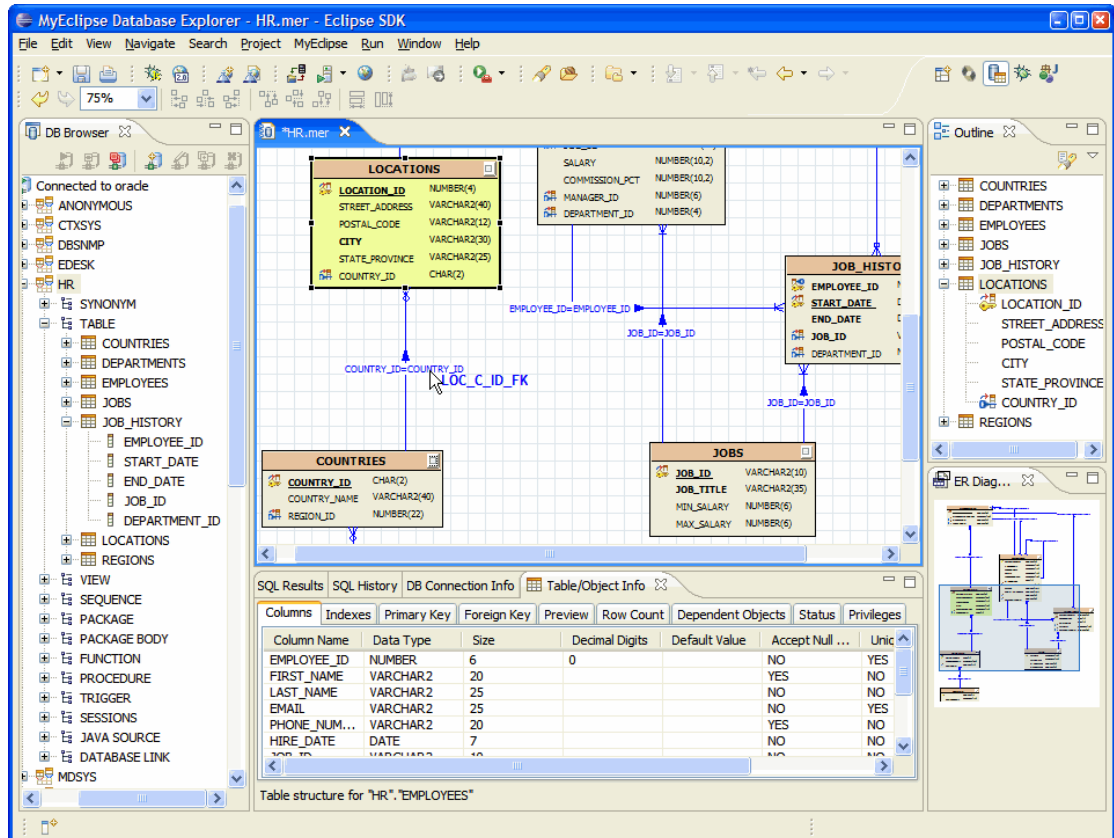 MyEclipse Database Explorer - HR.mer - Eclipse SDK
File Edit View Navigate Search Project MyEclipse Run Window Help
75%
DB Browser
Connected to oracle
ANONYMOUS
CTXSYS
DBSNMP
EDESK
HR
SYNONYM
TABLE
COUNTRIES
DEPARTMENTS
EMPLOYEES
JOBS
JOB_HISTORY
EMPLOYEE_ID
START_DATE
END_DATE
JOB_ID
DEPARTMENT_ID
LOCATIONS
REGIONS
VIEW
SEQUENCE
PACKAGE
PACKAGE BODY
FUNCTION
PROCEDURE
TRIGGER
SESSIONS
JAVA SOURCE
DATABASE LINK
MDSYS
*HR.mer
LOCATIONS
LOCATION_ID NUMBER(4)
STREET_ADDRESS VARCHAR2(40)
POSTAL_CODE VARCHAR2(12)
CITY VARCHAR2(30)
STATE_PROVINCE VARCHAR2(25)
COUNTRY_ID CHAR(2)
SALARY NUMBER(10,2)
COMMISSION_PCT NUMBER(10,2)
MANAGER_ID NUMBER(6)
DEPARTMENT_ID NUMBER(4)
JOB_HISTO
EMPLOYEE_ID
START_DATE
END_DATE
JOB_ID
DEPARTMENT_ID
EMPLOYEE_ID=EMPLOYEE_ID
JOB_ID=JOB_ID
COUNTRY_ID=COUNTRY_ID
LOC_C_ID_FK
JOB_ID=JOB_ID
COUNTRIES
COUNTRY_ID CHAR(2)
COUNTRY_NAME VARCHAR2(40)
REGION_ID NUMBER(22)
JOBS
JOB_ID VARCHAR2(10)
JOB_TITLE VARCHAR2(35)
MIN_SALARY NUMBER(6)
MAX_SALARY NUMBER(6)
Outline
COUNTRIES
DEPARTMENTS
EMPLOYEES
JOBS
JOB_HISTORY
LOCATIONS
LOCATION_ID
STREET_ADDRESS
POSTAL_CODE
CITY
STATE_PROVINCE
COUNTRY_ID
REGIONS
ER Diag...
SQL Results SQL History DB Connection Info Table/Object Info
Columns Indexes Primary Key Foreign Key Preview Row Count Dependent Objects Status Privileges
Column Name Data Type Size Decimal Digits Default Value Accept Null ... Unic
EMPLOYEE_ID NUMBER 6 0 NO YES
FIRST_NAME VARCHAR2 20 YES NO
LAST_NAME VARCHAR2 25 NO NO
EMAIL VARCHAR2 25 NO YES
PHONE_NUM... VARCHAR2 20 YES NO
HIRE_DATE DATE 7 NO NO
JOB_ID VARCHAR2 10 NO NO
Table structure for "HR"."EMPLOYEES"